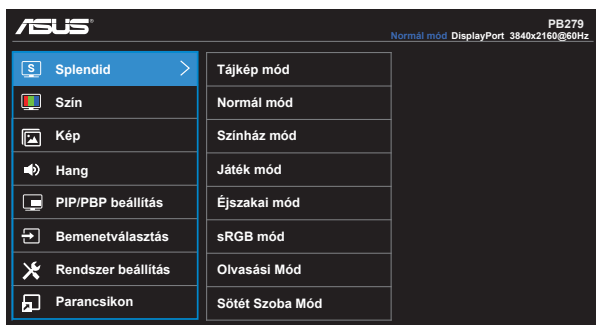 ASUS
PB279
Normál mód DisplayPort 3840x2160@60Hz
S Splendid
Szín
Kép
Hang
PIP/PBP beállítás
Bemenetválasztás
Rendszer beállítás
Parancsikon
Tájkép mód
Normál mód
Színház mód
Játék mód
Éjszakai mód
sRGB mód
Olvasási Mód
Sötét Szoba Mód